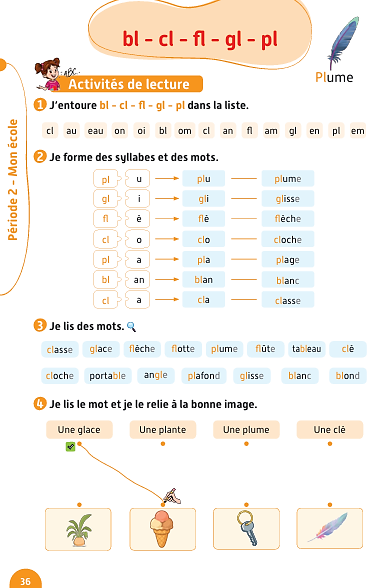 bl - cl - fl - gl - pl
Plume
ABC
Activités de lecture
Période 2 - Mon école
1 J'entoure bl - cl - fl - gl - pl dans la liste.
cl au eau on oi bl om cl an fl am gl en pl em
2 Je forme des syllabes et des mots.
pl u plu plume
gl i gli glisse
fl è flè flèche
cl o clo cloche
pl a pla plage
bl an blan blanc
cl a cla classe
3 Je lis des mots.
classe glace flèche flotte plume flûte tableau clé
cloche portable angle plafond glisse blanc blond
4 Je lis le mot et je le relie à la bonne image.
Une glace Une plante Une plume Une clé
36